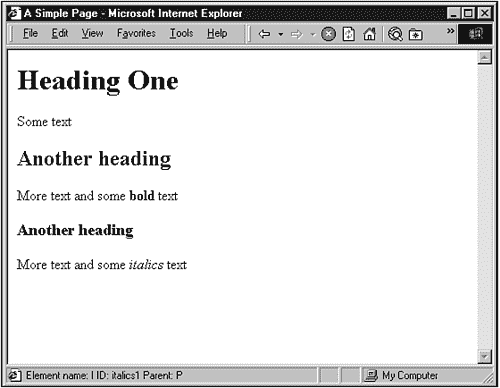 A Simple Page - Microsoft Internet Explorer
File Edit View Favorites Tools Help »
Heading One
Some text
Another heading
More text and some bold text
Another heading
More text and some italics text
Element name: I ID: italics1 Parent: P My Computer